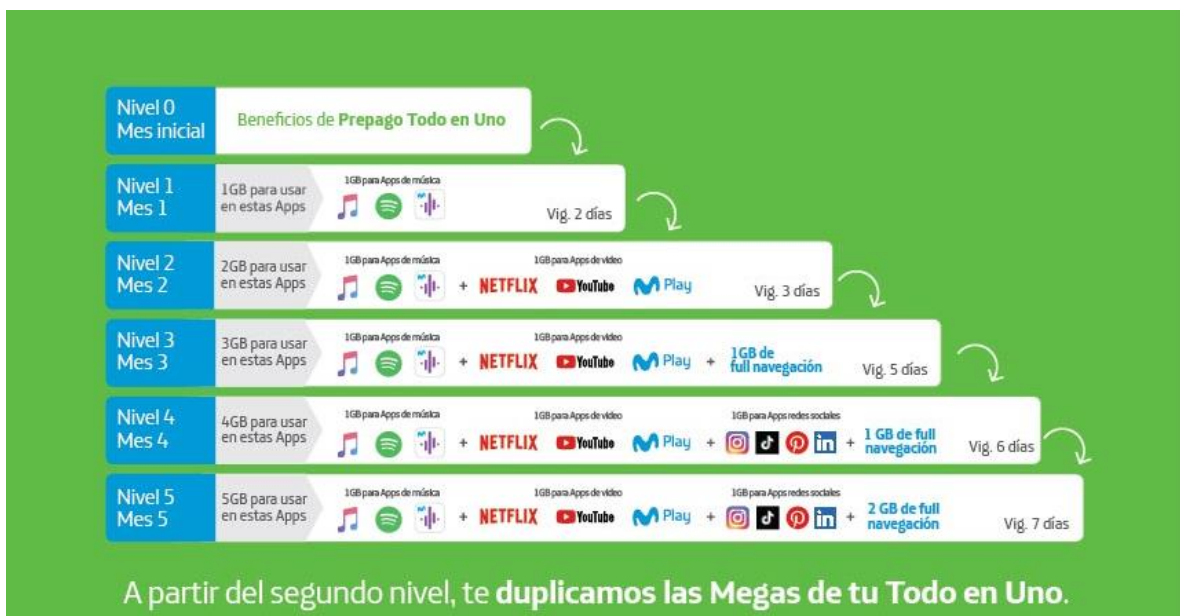 Nivel 0
Mes inicial
Beneficios de Prepago Todo en Uno
Nivel 1
Mes 1
1GB para usar
en estas Apps
1GB para Apps de música
Vig. 2 días
Nivel 2
Mes 2
2GB para usar
en estas Apps
1GB para Apps de música
+
1GB para Apps de video
NETFLIX
YouTube
Play
Vig. 3 días
Nivel 3
Mes 3
3GB para usar
en estas Apps
1GB para Apps de música
+
1GB para Apps de video
NETFLIX
YouTube
Play
+
1GB de
full navegación
Vig. 5 días
Nivel 4
Mes 4
4GB para usar
en estas Apps
1GB para Apps de música
+
1GB para Apps de video
NETFLIX
YouTube
Play
+
1GB para Apps redes sociales
in
+
1 GB de full
navegación
Vig. 6 días
Nivel 5
Mes 5
5GB para usar
en estas Apps
1GB para Apps de música
+
1GB para Apps de video
NETFLIX
YouTube
Play
+
1GB para Apps redes sociales
in
+
2 GB de full
navegación
Vig. 7 días
A partir del segundo nivel, te duplicamos las Megas de tu Todo en Uno.